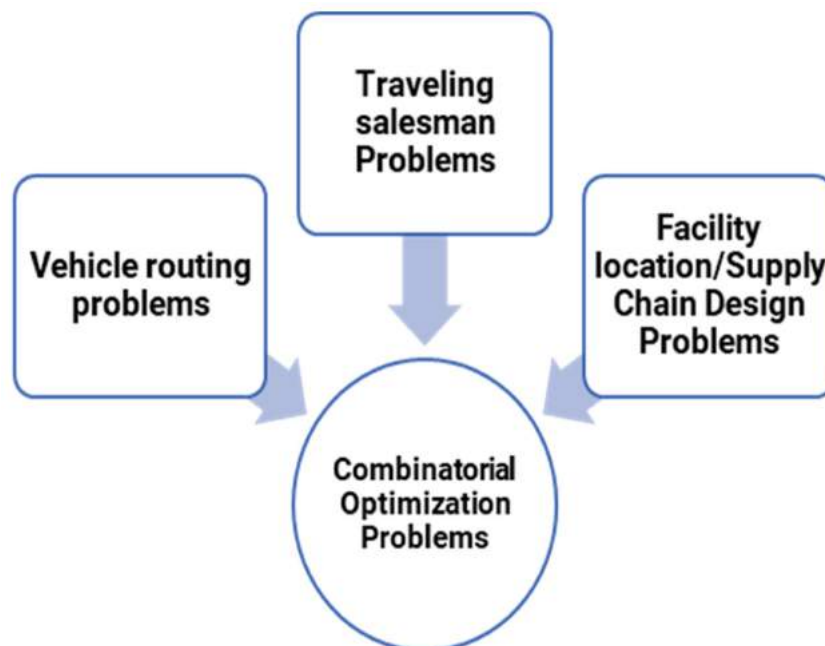 Traveling
salesman
Problems
Vehicle routing
problems
Facility
location/Supply
Chain Design
Problems
Combinatorial
Optimization
Problems